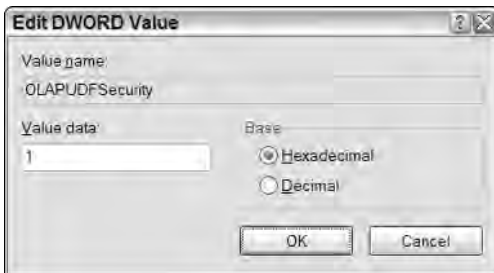 Edit DWORD Value
Value name:
OLAPUDFSecurity
Value data:
Base
1
Hexadecimal
Decimal
OK
Cancel